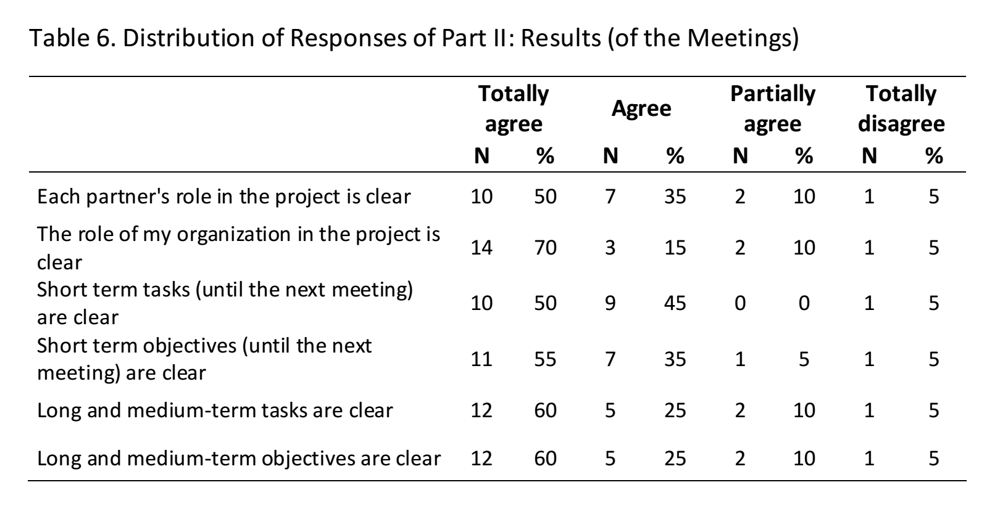 Table 6. Distribution of Responses of Part II: Results (of the Meetings)
Totally agree Agree Partially agree Totally disagree
N % N % N % N %
Each partner's role in the project is clear 10 50 7 35 2 10 1 5
The role of my organization in the project is
clear 14 70 3 15 2 10 1 5
Short term tasks (until the next meeting)
are clear 10 50 9 45 0 0 1 5
Short term objectives (until the next
meeting) are clear 11 55 7 35 1 5 1 5
Long and medium-term tasks are clear 12 60 5 25 2 10 1 5
Long and medium-term objectives are clear 12 60 5 25 2 10 1 5